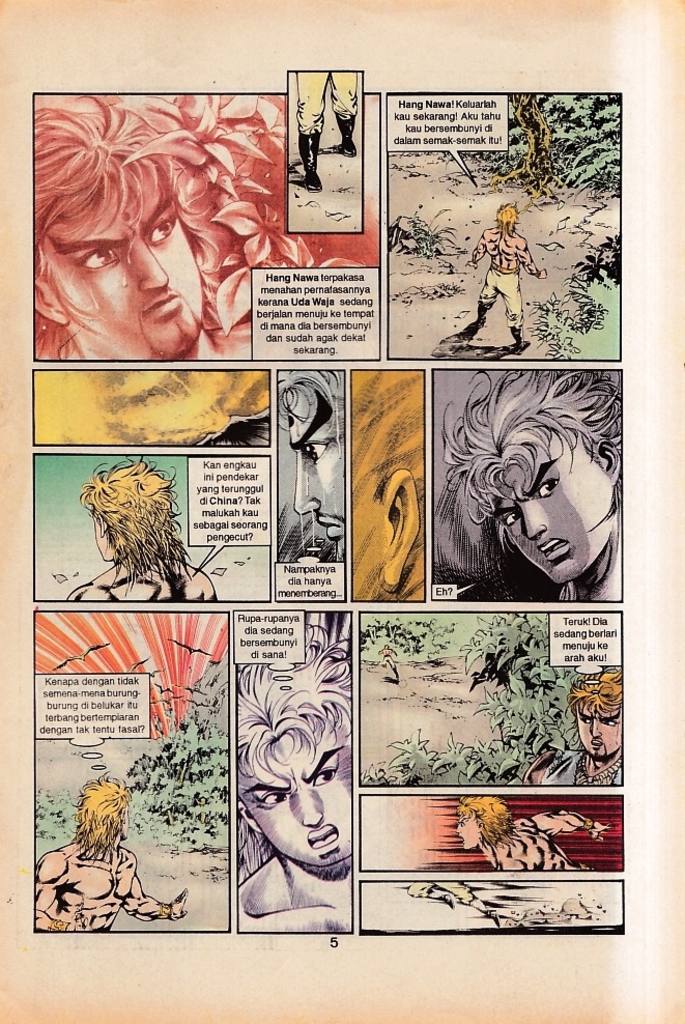 Hang Nawa terpakasa
menahan pernafasannya
kerana Uda Waja sedang
berjalan menuju ke tempat
di mana dia bersembunyi
dan sudah agak dekat
sekarang.
Hang Nawa! Keluarlah
kau sekarang! Aku tahu
kau bersembunyi di
dalam semak-semak itu!
Kan engkau
ini pendekar
yang terunggul
di China? Tak
malukah kau
sebagai seorang
pengecut?
Nampaknya
dia hanya
menemberang...
Eh?
Kenapa dengan tidak
semena-mena burung-
burung di belukar itu
terbang bertempiaran
dengan tak tentu fasal?
Rupa-rupanya
dia sedang
bersembunyi
di sana!
Teruk! Dia
sedang berlari
menuju ke
arah aku!
5